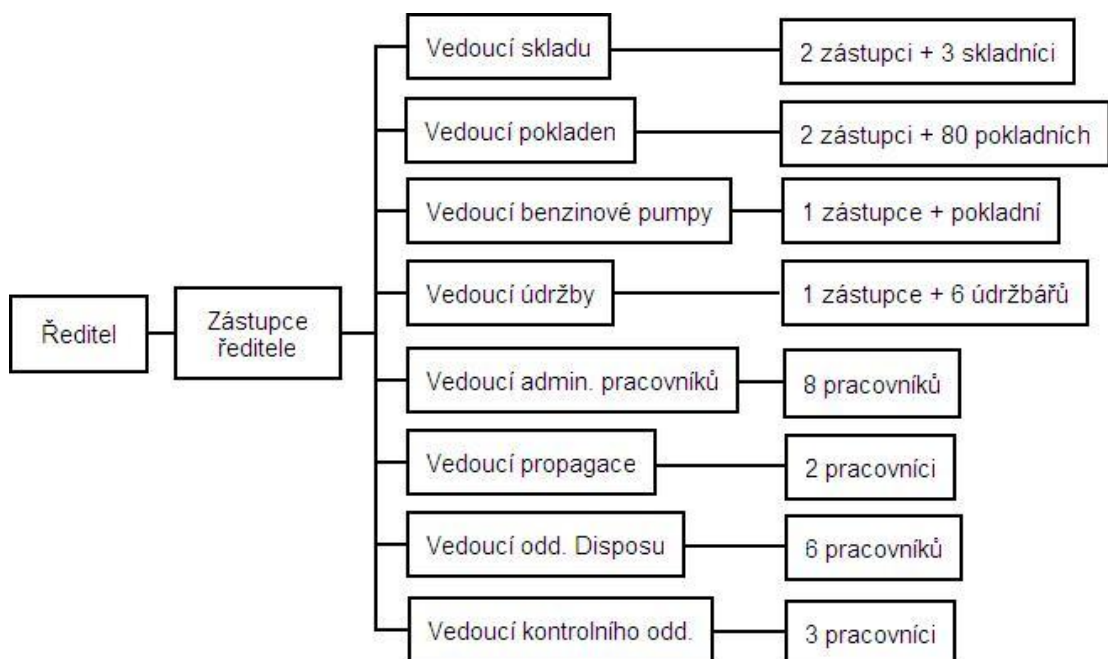 Vedoucí skladu
2 zástupci + 3 skladníci
Vedoucí pokladen
2 zástupci + 80 pokladních
Vedoucí benzinové pumpy
1 zástupce + pokladní
Vedoucí údržby
1 zástupce + 6 údržbářů
Ředitel
Zástupce
ředitele
Vedoucí admin. pracovníků
8 pracovníků
Vedoucí propagace
2 pracovníci
Vedoucí odd. Disposu
6 pracovníků
Vedoucí kontrolního odd.
3 pracovníci